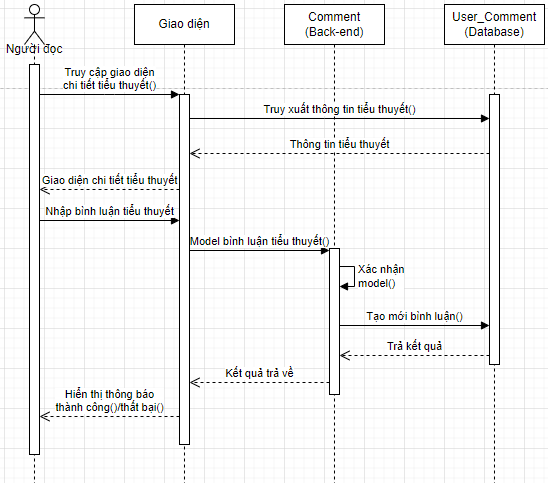 Người đọc
Giao diện
Comment
(Back-end)
User_Comment
(Database)
Truy cập giao diện
chi tiết tiểu thuyết()
Truy xuất thông tin tiểu thuyết()
Thông tin tiểu thuyết
Giao diện chi tiết tiểu thuyết
Nhập bình luận tiểu thuyết
Model bình luận tiểu thuyết()
Xác nhận
model()
Tạo mới bình luận()
Trả kết quả
Kết quả trả về
Hiển thị thông báo
thành công()/thất bại()